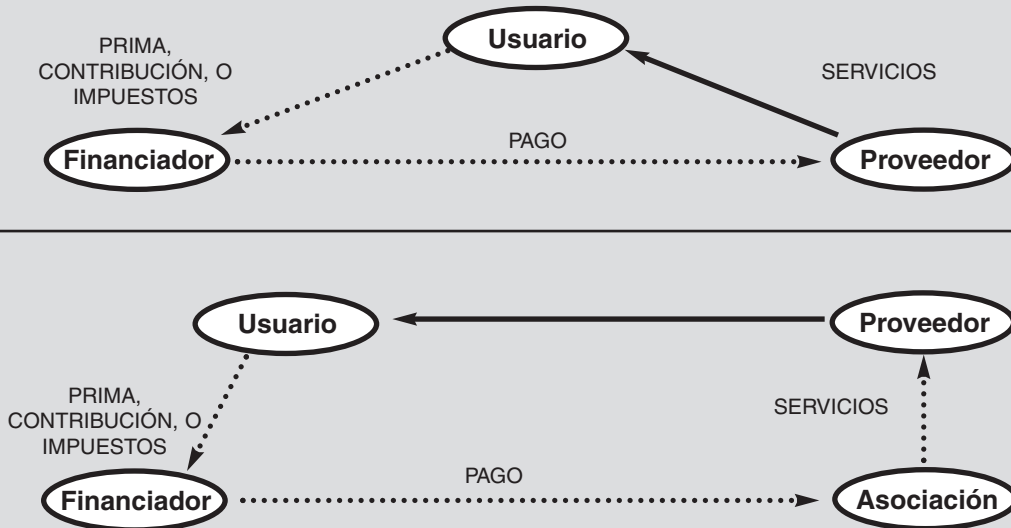 Usuario
PRIMA,
CONTRIBUCIÓN, O
IMPUESTOS
SERVICIOS
PAGO
Financiador
Proveedor
Usuario
Proveedor
PRIMA,
CONTRIBUCIÓN, O
IMPUESTOS
SERVICIOS
PAGO
Financiador
Asociación